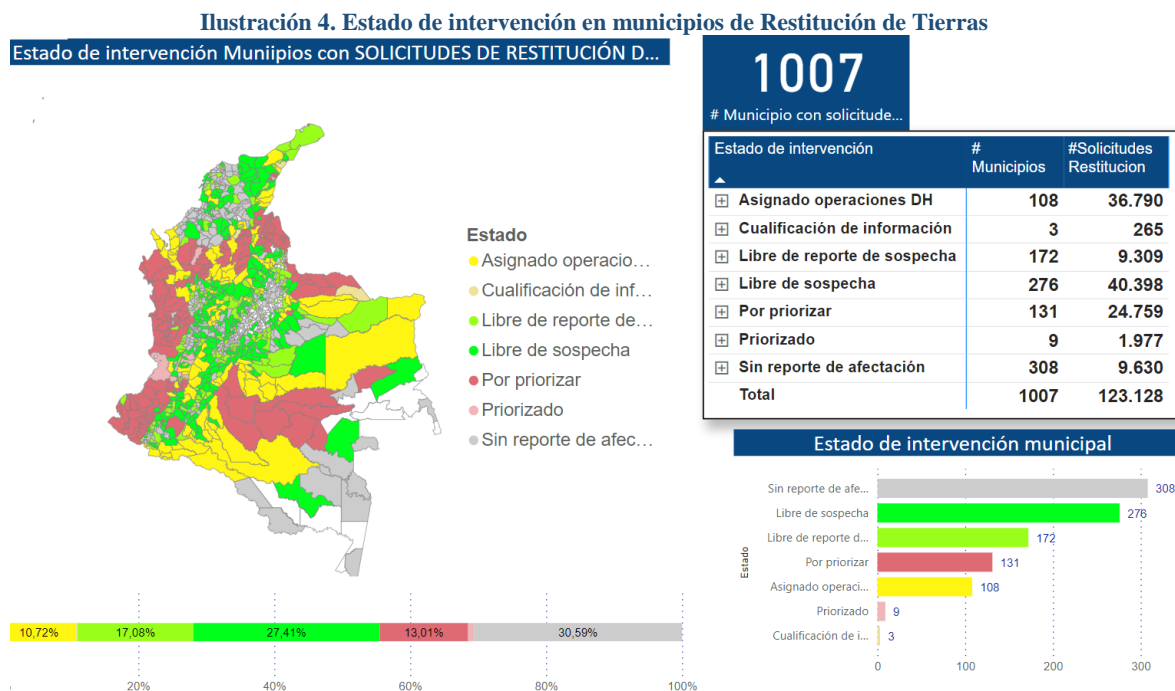 Ilustración 4. Estado de intervención en municipios de Restitución de Tierras
Estado de intervención Muniipios con SOLICITUDES DE RESTITUCIÓN D...
1007
# Municipio con solicitude...
Estado de intervención # Municipios #Solicitudes Restitucion
Asignado operaciones DH 108 36.790
Cualificación de información 3 265
Libre de reporte de sospecha 172 9.309
Libre de sospecha 276 40.398
Por priorizar 131 24.759
Priorizado 9 1.977
Sin reporte de afectación 308 9.630
Total 1007 123.128
Estado
Asignado operacio...
Cualificación de inf...
Libre de reporte de...
Libre de sospecha
Por priorizar
Priorizado
Sin reporte de afec...
Estado de intervención municipal
Estado
Sin reporte de afe... 308
Libre de sospecha 276
Libre de reporte d... 172
Por priorizar 131
Asignado operaci... 108
Priorizado 9
Cualificación de i... 3
0 100 200 300
10,72% 17,08% 27,41% 13,01% 30,59%
20% 40% 60% 80% 100%